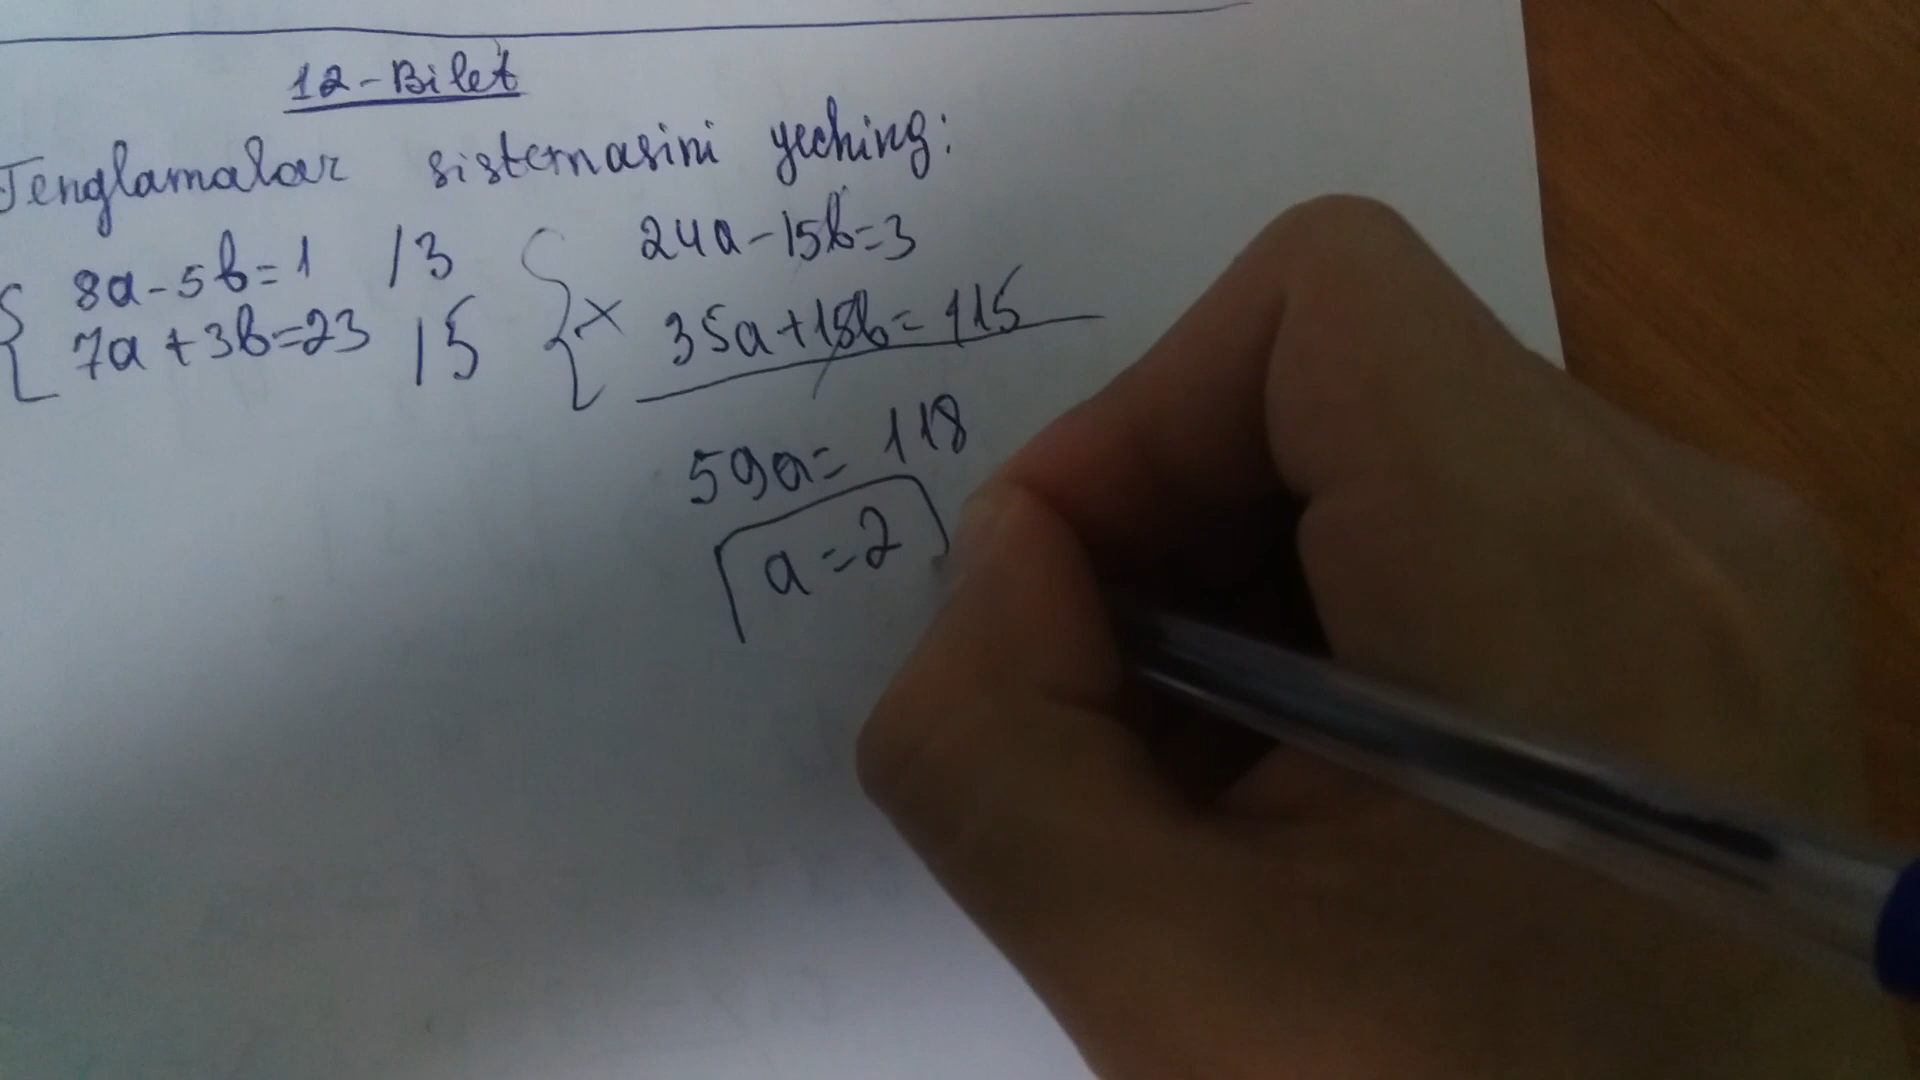 12-Bilet
Tenglamalar sistemasini yeching:
8a-5b=1 /3
7a+3b=23 /5
24a-15b=3
35a+15b=115
59a=118
a=2